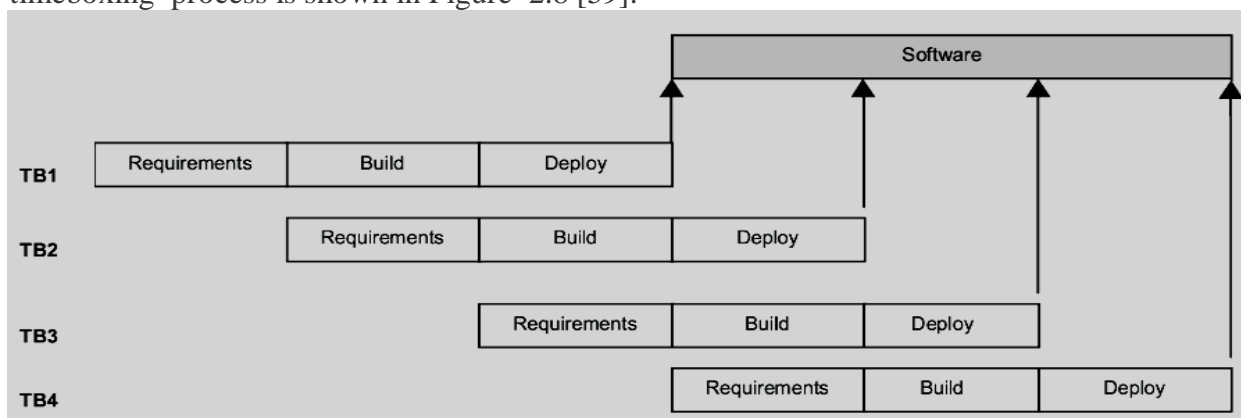 timeboxing process is shown in Figure 2.8 [59].
Software
Requirements Build Deploy
TB1
Requirements Build Deploy
TB2
Requirements Build Deploy
TB3
Requirements Build Deploy
TB4